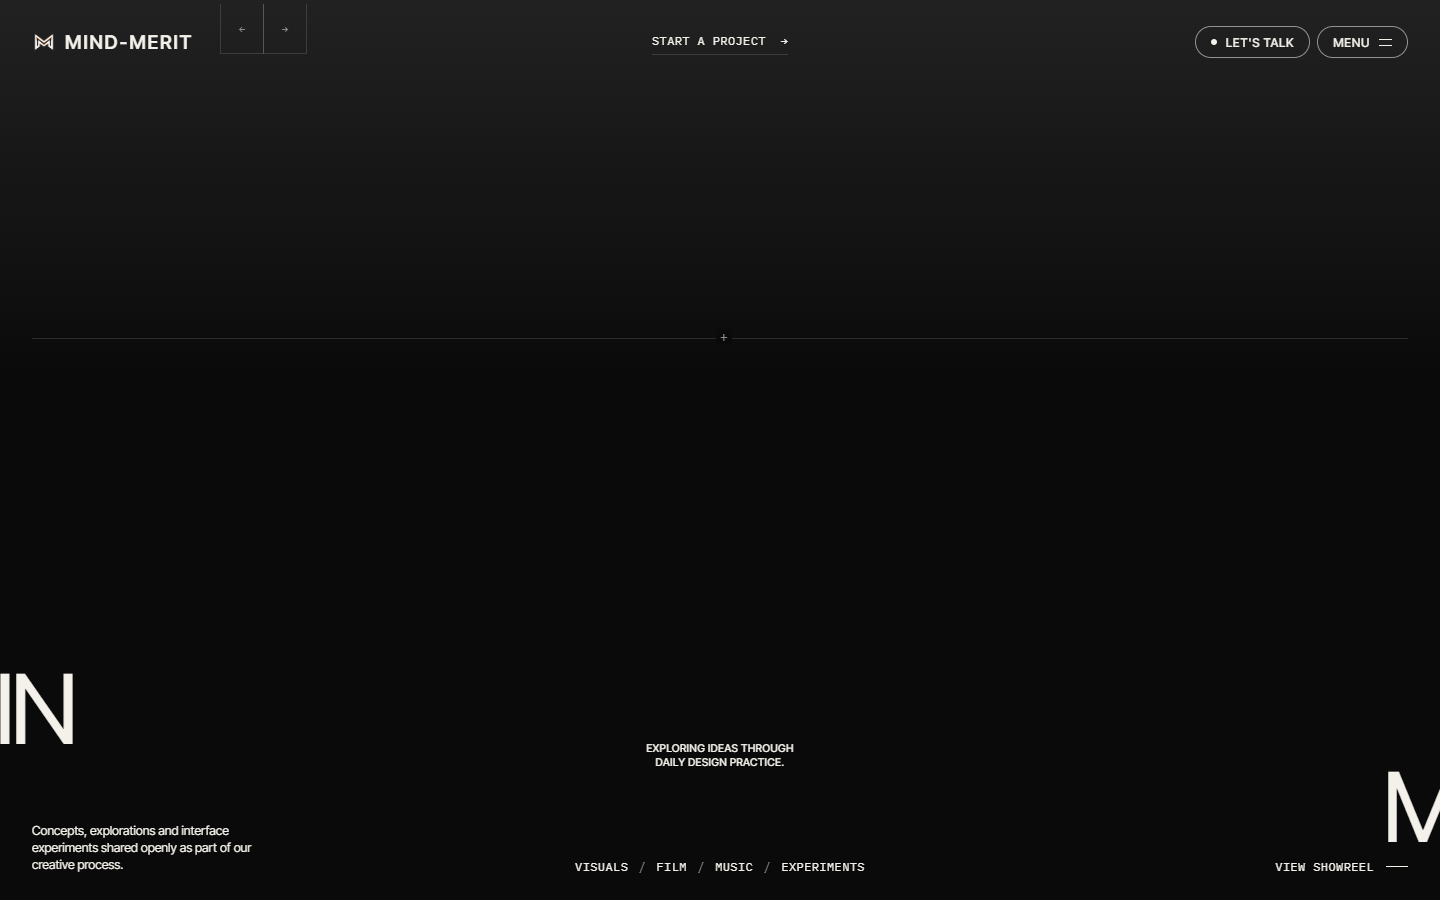 MIND-MERIT
← →
START A PROJECT →
LET'S TALK
MENU
+
IN
EXPLORING IDEAS THROUGH
DAILY DESIGN PRACTICE.
M
Concepts, explorations and interface
experiments shared openly as part of our
creative process.
VISUALS / FILM / MUSIC / EXPERIMENTS
VIEW SHOWREEL